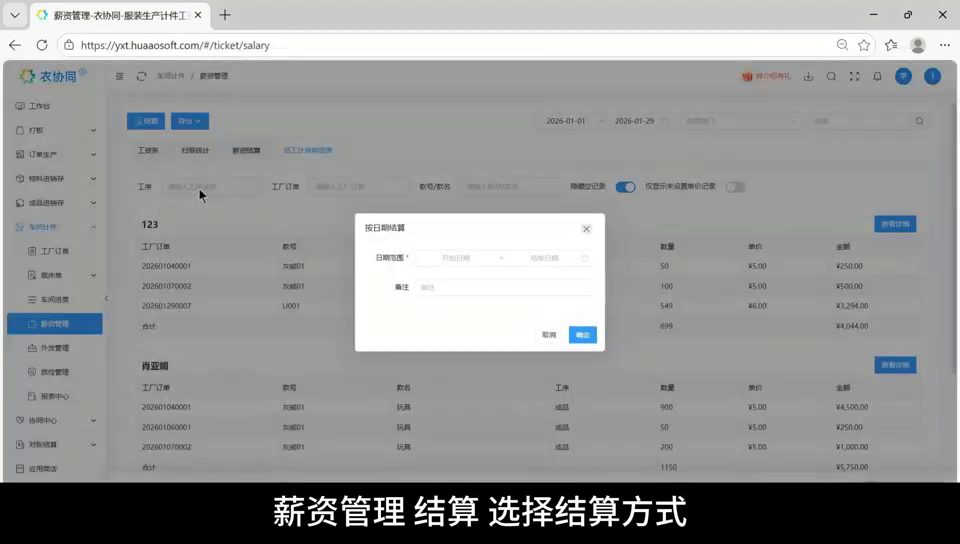 薪资管理-衣协同-服装生产计件工
https://yxt.huaaosoft.com/#/ticket/salary
衣协同
车间计件 / 薪资管理
工作台
打板
订单生产
物料进销存
成品进销存
车间计件
工厂订单
裁床单
车间进度
薪资管理
外发管理
质检管理
报表中心
协同中心
对账结算
应用商店
结算 导出
2026-01-01 2026-01-29
工资条 扫菲统计 薪资结算
工序 工厂订单 款号/款名 隐藏空记录 仅显示未设置单价记录
123 查看详情
工厂订单 款号 数量 单价 金额
202601040001 灰熊01 50 ¥5.00 ¥250.00
202601070002 灰熊01 100 ¥5.00 ¥500.00
202601290007 U001 549 ¥6.00 ¥3,294.00
合计 699 ¥4,044.00
按日期结算
日期范围 * 开始日期 结束日期
备注 备注
取消 确定
肖亚娟 查看详情
工厂订单 款号 款名 工序 数量 单价 金额
202601040001 灰熊01 玩具 成品 900 ¥5.00 ¥4,500.00
202601060001 灰熊01 玩具 成品 50 ¥5.00 ¥250.00
202601070002 灰熊01 玩具 成品 200 ¥5.00 ¥1,000.00
合计 1150 ¥5,750.00
薪资管理 结算 选择结算方式